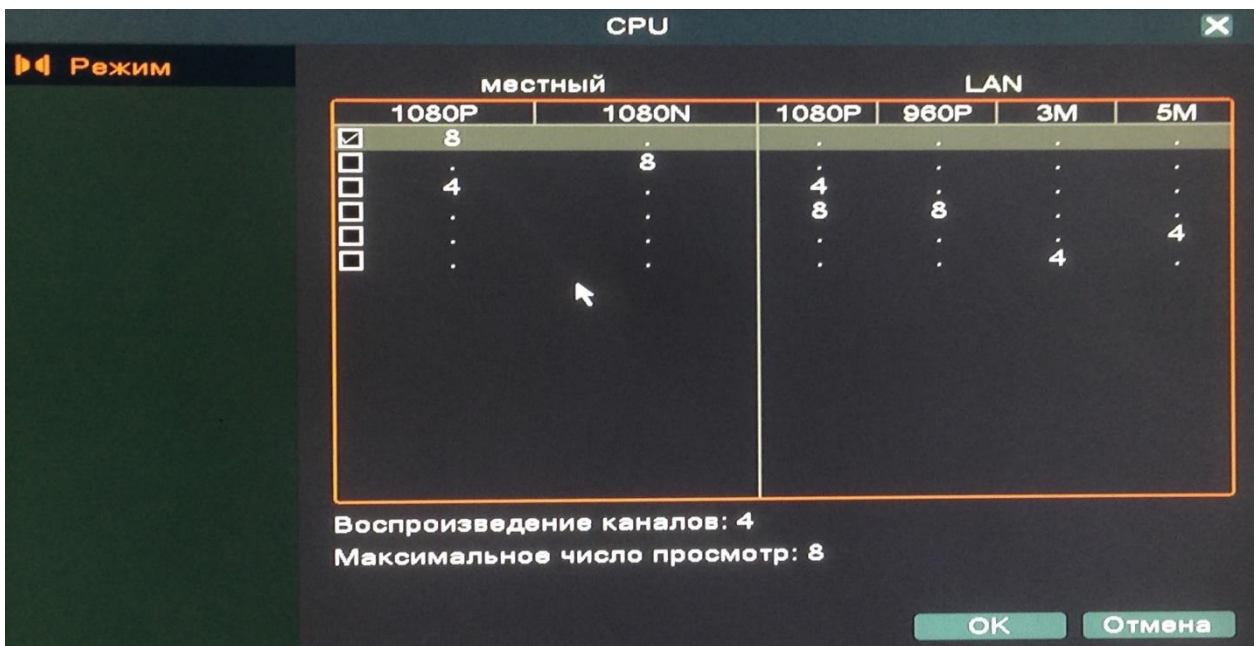 CPU
Режим
местный LAN
1080P 1080N 1080P 960P 3M 5M
8 . . . . .
. 8 . . . .
4 . 4 . . .
. . 8 8 . .
. . . . . 4
. . . . 4 .
Воспроизведение каналов: 4
Максимальное число просмотр: 8
OK Отмена